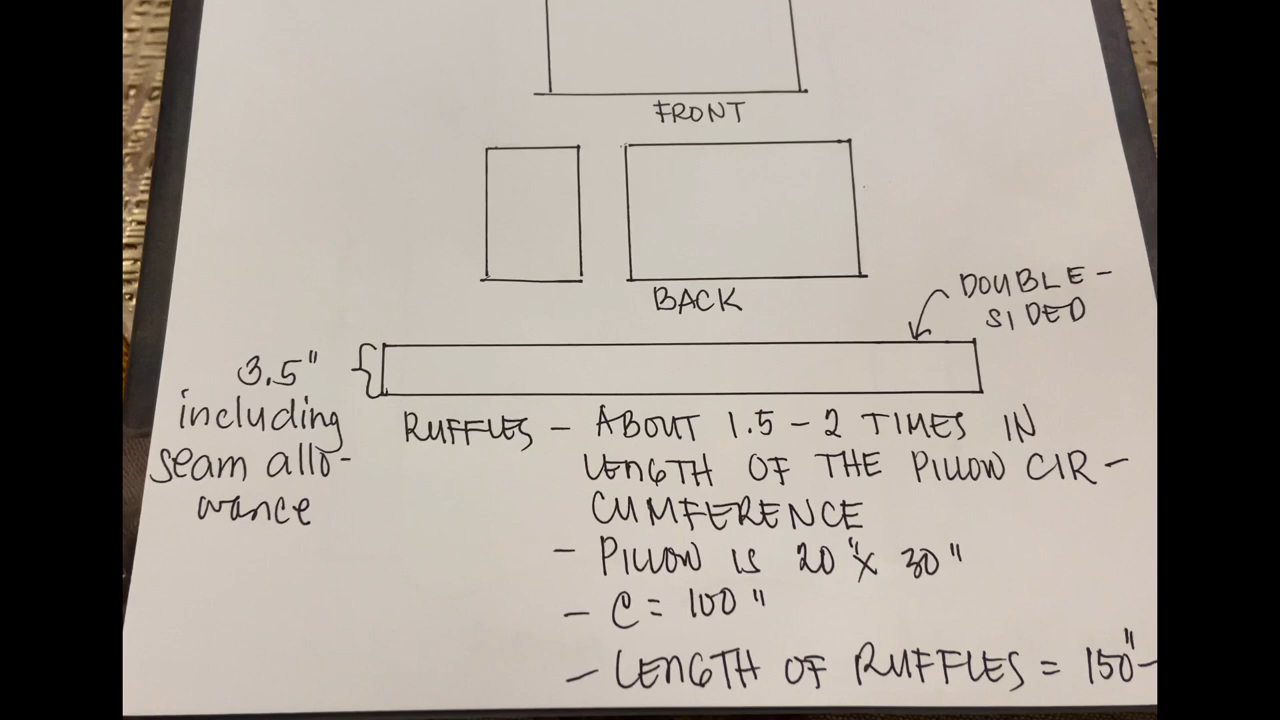 FRONT
BACK
DOUBLE-
SIDED
3.5"
including
seam allo-
wance
RUFFLES - ABOUT 1.5 - 2 TIMES IN
LENGTH OF THE PILLOW CIR-
CUMFERENCE
- PILLOW IS 20" X 30"
- C = 100"
- LENGTH OF RUFFLES = 150"-